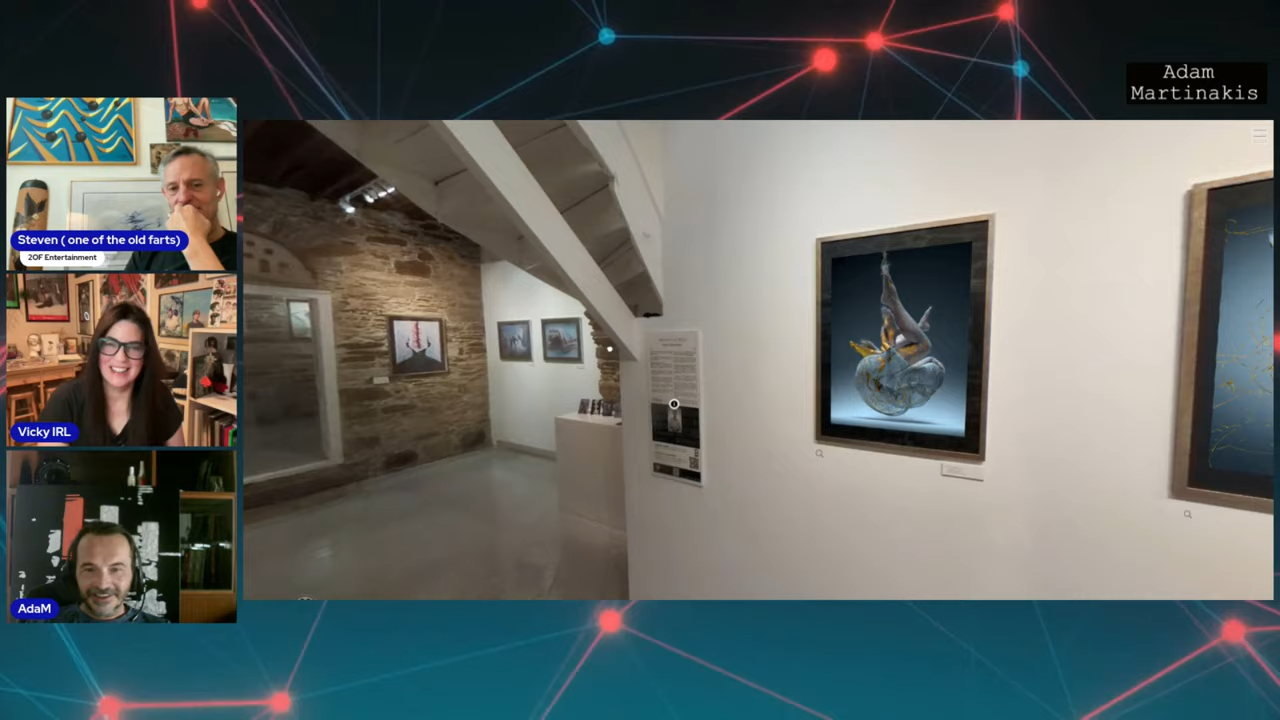 Adam
Martinakis
Steven ( one of the old farts)
2OF Entertainment
Vicky IRL
AdaM